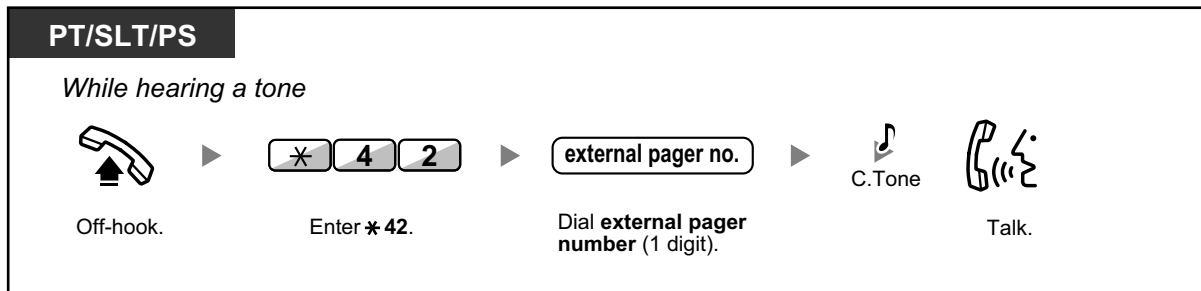 PT/SLT/PS
While hearing a tone
* 4 2
external pager no.
C.Tone
Off-hook.
Enter * 42.
Dial external pager
number (1 digit).
Talk.